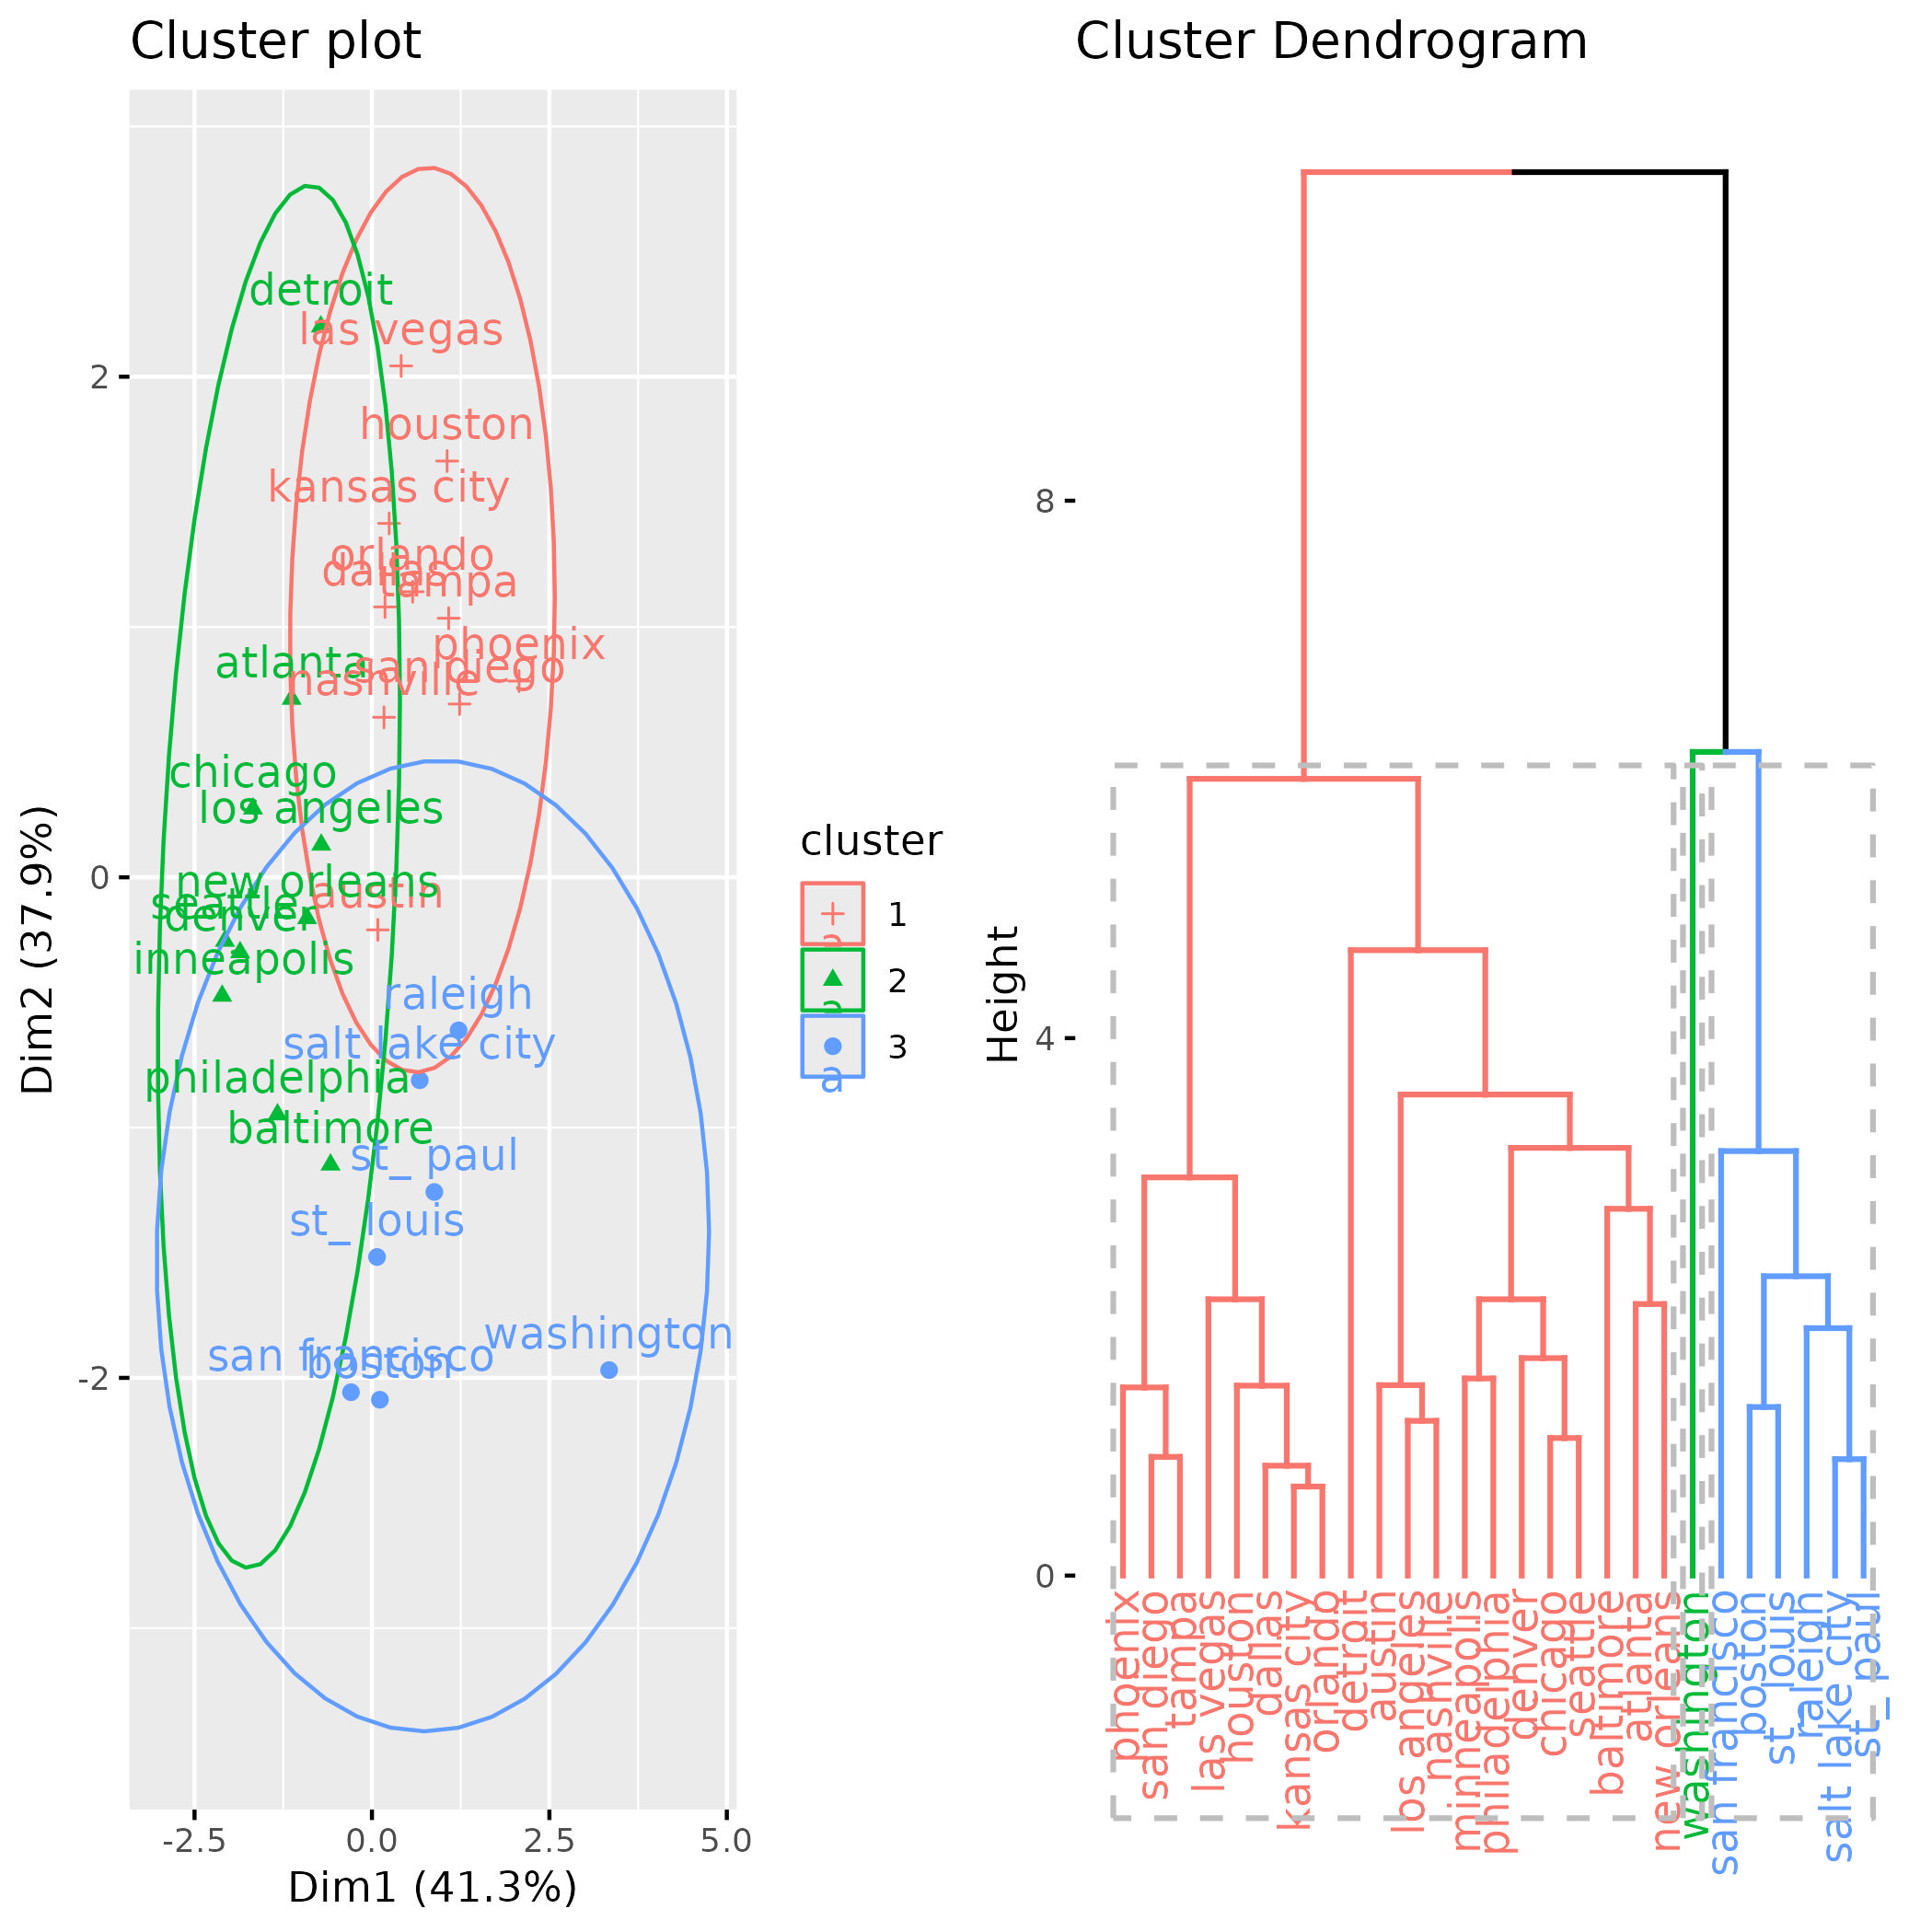 Cluster plot
detroit
las vegas
houston
kansas city
orlando
dallas
tampa
phoenix
atlanta
san diego
nashville
chicago
los angeles
new orleans
austin
seattle
denver
inneapolis
raleigh
salt lake city
philadelphia
baltimore
st_ paul
st_ louis
washington
san francisco
boston
2
0
-2
-2.5
0.0
2.5
5.0
Dim1 (41.3%)
Dim2 (37.9%)
cluster
a
1
a
2
a
3
Cluster Dendrogram
Height
8
4
0
phoenix
san diego
tampa
las vegas
houston
dallas
kansas city
orlando
detroit
austin
los angeles
nashville
minneapolis
philadelphia
denver
chicago
seattle
baltimore
atlanta
new orleans
washington
san francisco
boston
st_ louis
raleigh
salt lake city
st_ paul